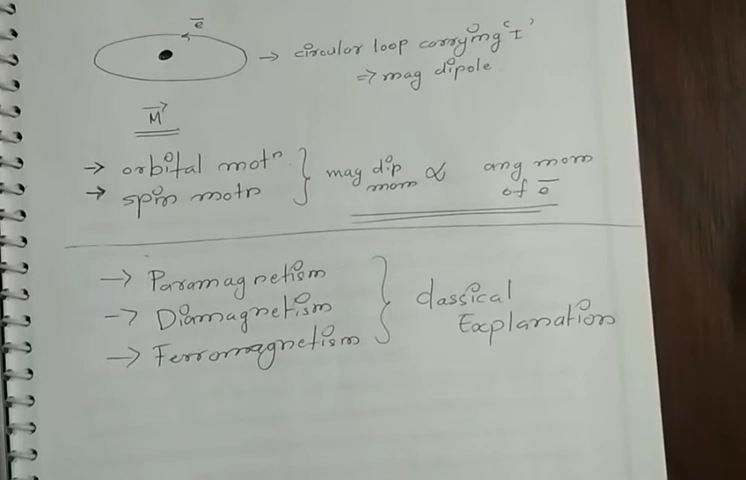 e̅
→ circular loop carrying 'I'
⇒ mag dipole
M⃗
→ orbital motⁿ
→ spin motn
} mag dip mom ∝ ang mom of e̅
→ Paramagnetism
→ Diamagnetism
→ Ferromagnetism
} classical
Explanation